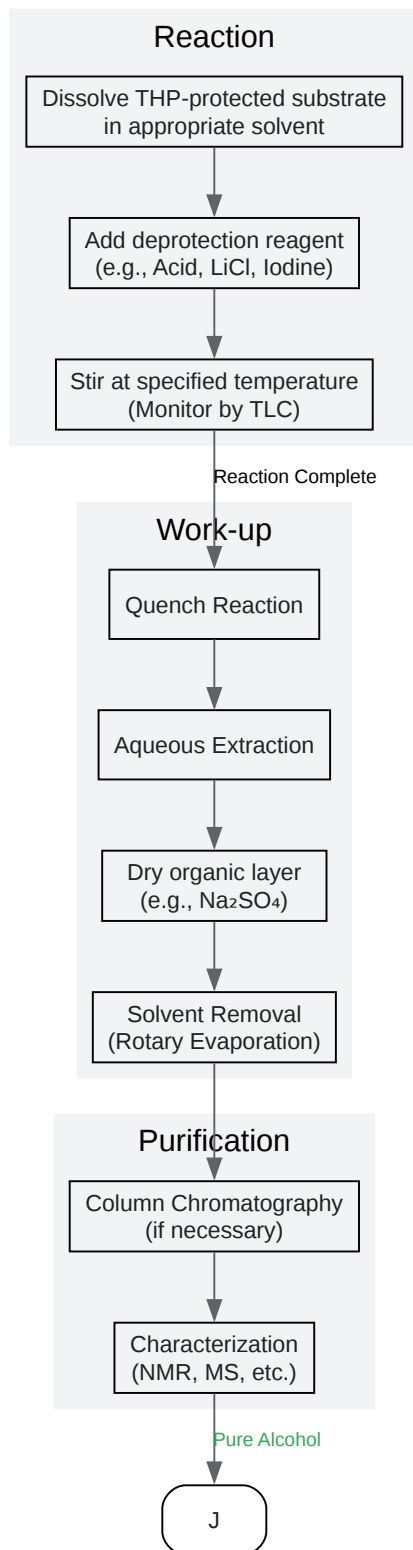 Reaction
Dissolve THP-protected substrate
in appropriate solvent
Add deprotection reagent
(e.g., Acid, LiCl, Iodine)
Stir at specified temperature
(Monitor by TLC)
Reaction Complete
Work-up
Quench Reaction
Aqueous Extraction
Dry organic layer
(e.g., Na₂SO₄)
Solvent Removal
(Rotary Evaporation)
Purification
Column Chromatography
(if necessary)
Characterization
(NMR, MS, etc.)
Pure Alcohol
J